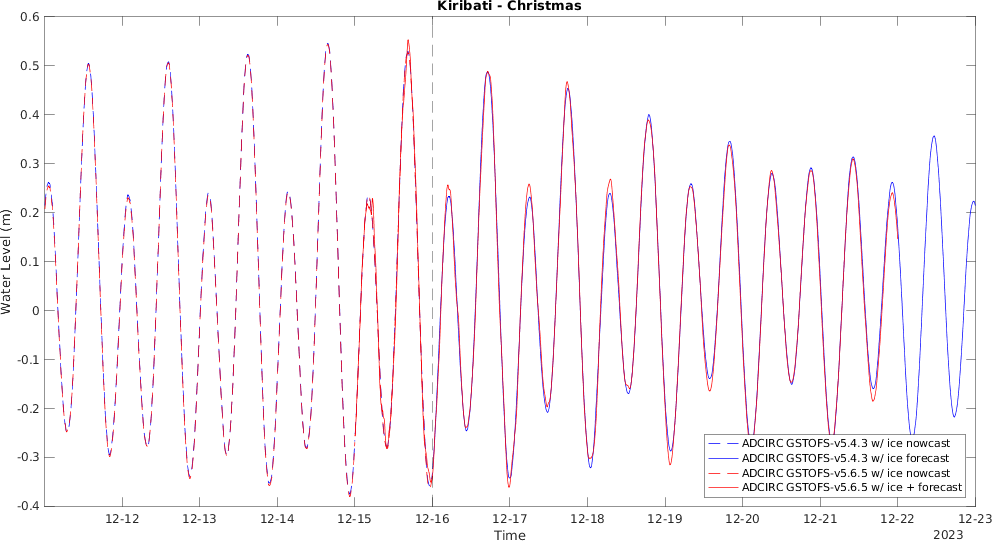 Kiribati - Christmas
0.6
0.5
0.4
0.3
0.2
0.1
0
-0.1
-0.2
-0.3
-0.4
Water Level (m)
ADCIRC GSTOFS-v5.4.3 w/ ice nowcast
ADCIRC GSTOFS-v5.4.3 w/ ice forecast
ADCIRC GSTOFS-v5.6.5 w/ ice nowcast
ADCIRC GSTOFS-v5.6.5 w/ ice + forecast
12-12 12-13 12-14 12-15 12-16 12-17 12-18 12-19 12-20 12-21 12-22 12-23
Time
2023